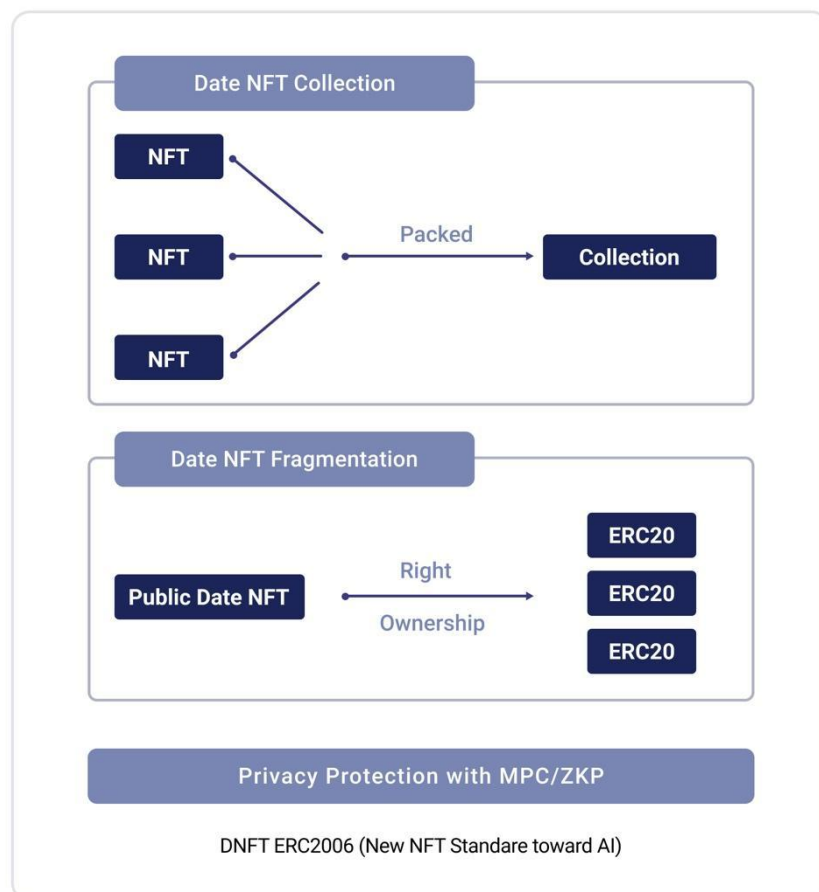 Date NFT Collection
NFT
NFT
Packed
Collection
NFT
Date NFT Fragmentation
Public Date NFT
Right
Ownership
ERC20
ERC20
ERC20
Privacy Protection with MPC/ZKP
DNFT ERC2006 (New NFT Standare toward AI)